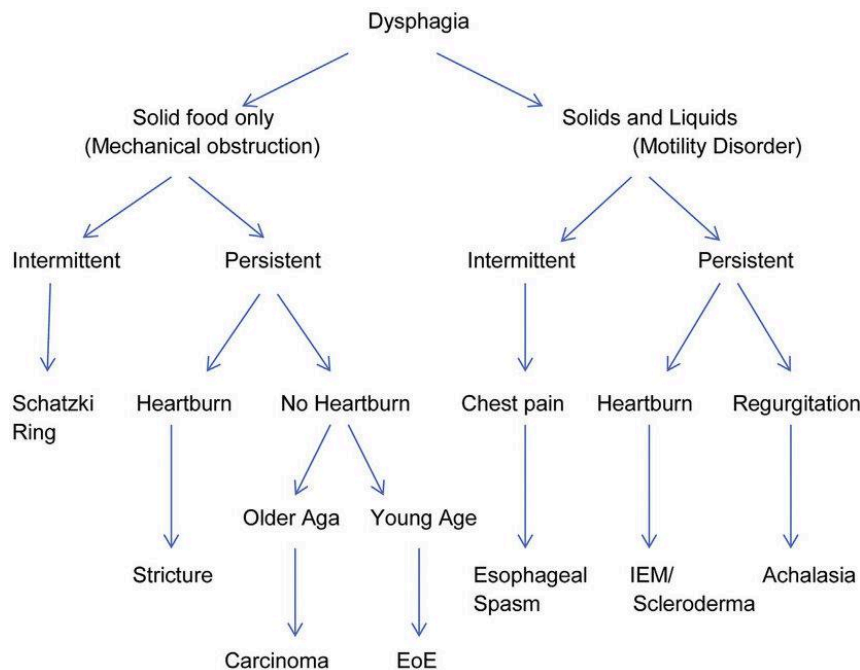 Dysphagia
Solid food only
(Mechanical obstruction)
Solids and Liquids
(Motility Disorder)
Intermittent
Persistent
Intermittent
Persistent
Schatzki
Ring
Heartburn
No Heartburn
Chest pain
Heartburn
Regurgitation
Older Aga
Young Age
Stricture
Esophageal
Spasm
IEM/
Scleroderma
Achalasia
Carcinoma
EoE